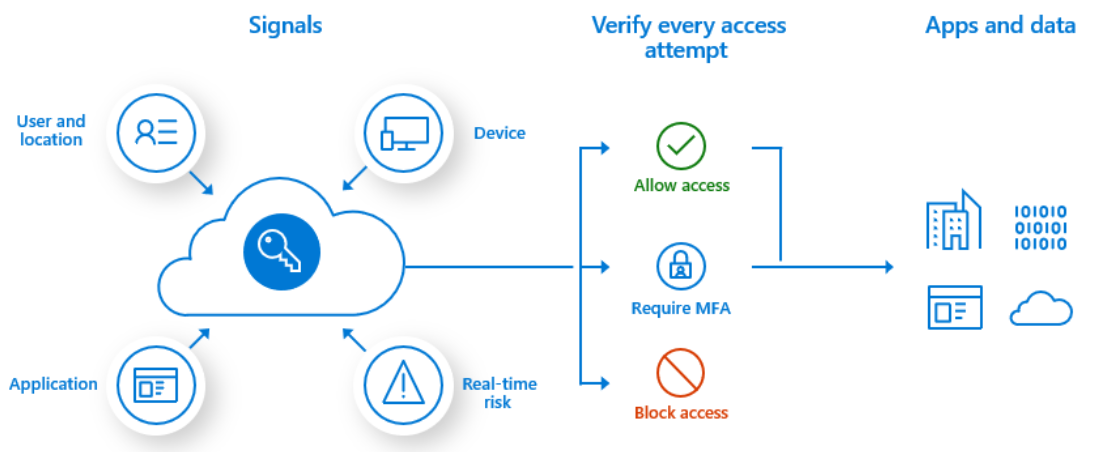 Signals
Verify every access
attempt
Apps and data
User and
location
Device
Allow access
101010
010101
101010
Require MFA
Application
Real-time
risk
Block access